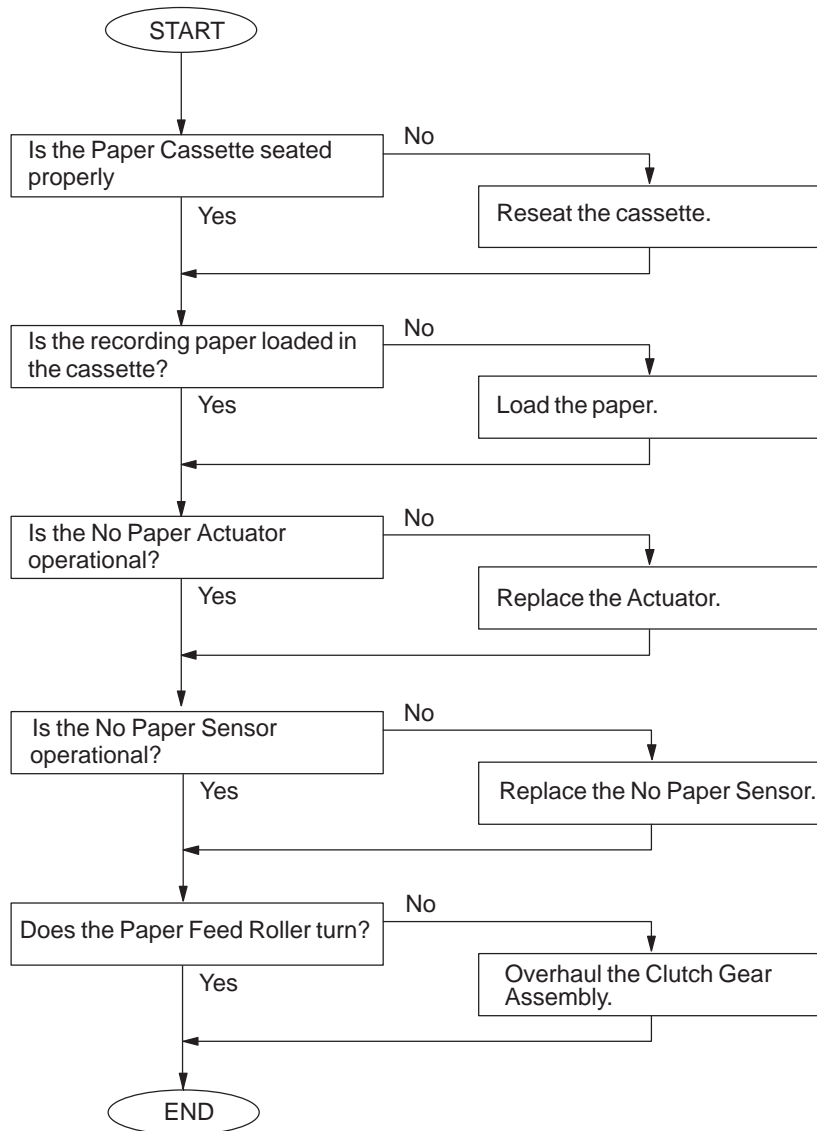 START
Is the Paper Cassette seated
properly
No
Yes
Reseat the cassette.
Is the recording paper loaded in
the cassette?
No
Yes
Load the paper.
Is the No Paper Actuator
operational?
No
Yes
Replace the Actuator.
Is the No Paper Sensor
operational?
No
Yes
Replace the No Paper Sensor.
Does the Paper Feed Roller turn?
No
Yes
Overhaul the Clutch Gear
Assembly.
END